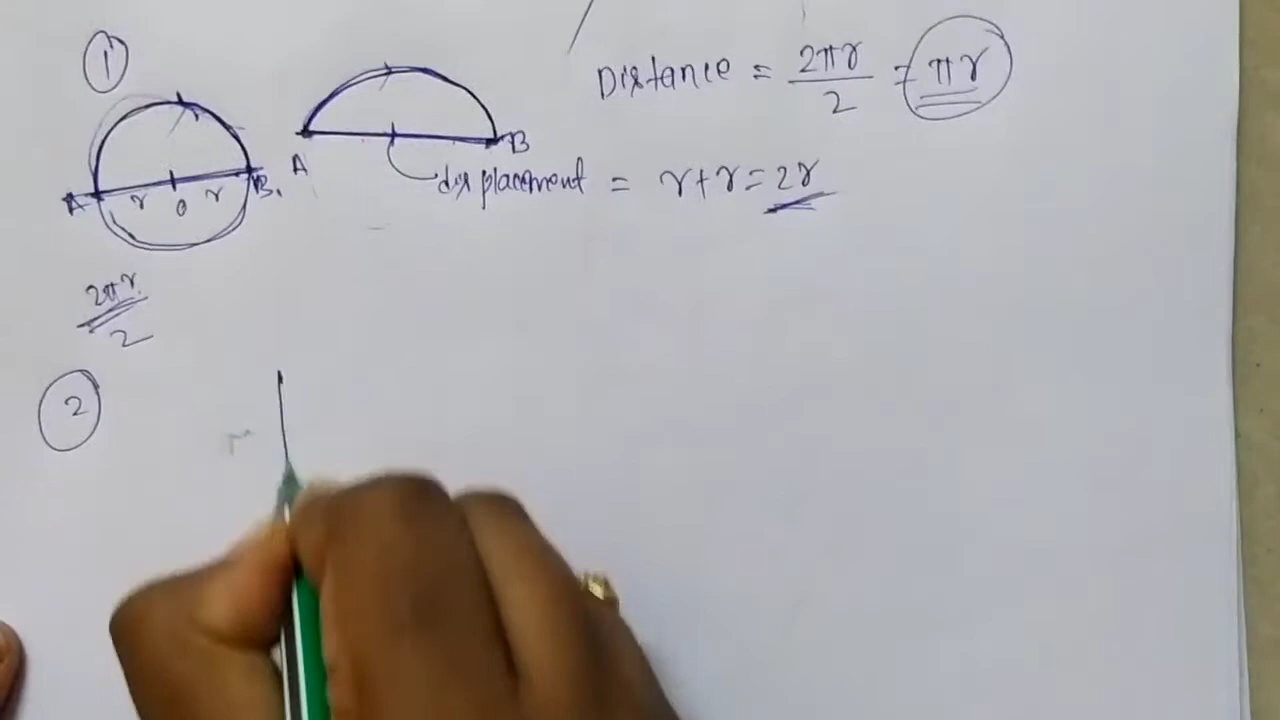 1
Distance = 2πr/2 = πr
A r o r B.
A B
displacement = r+r=2r
2πr/2
2